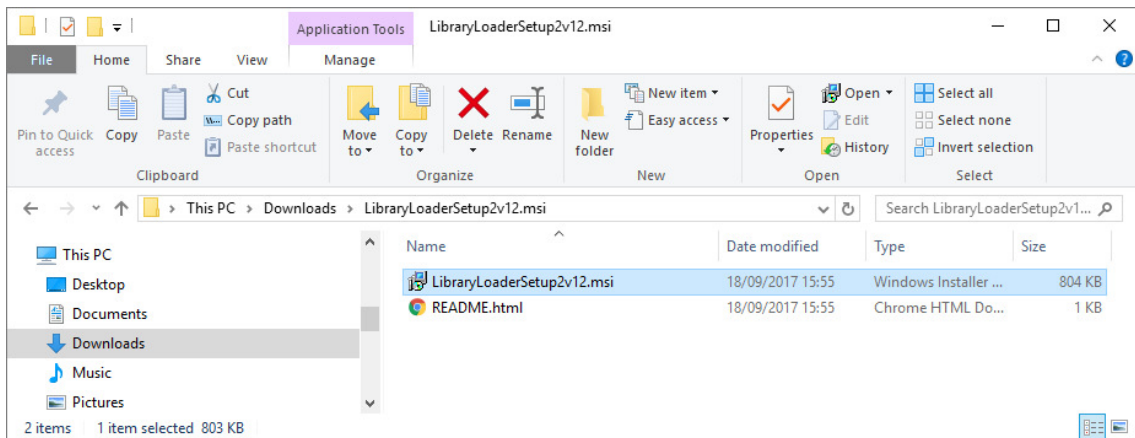 Application Tools LibraryLoaderSetup2v12.msi
File Home Share View Manage
Pin to Quick access
Copy
Paste
Cut
Copy path
Paste shortcut
Clipboard
Move to
Copy to
Delete
Rename
Organize
New folder
New item
Easy access
New
Properties
Open
Edit
History
Open
Select all
Select none
Invert selection
Select
This PC > Downloads > LibraryLoaderSetup2v12.msi
Search LibraryLoaderSetup2v1...
This PC
Desktop
Documents
Downloads
Music
Pictures
Name Date modified Type Size
LibraryLoaderSetup2v12.msi 18/09/2017 15:55 Windows Installer ... 804 KB
README.html 18/09/2017 15:55 Chrome HTML Do... 1 KB
2 items 1 item selected 803 KB